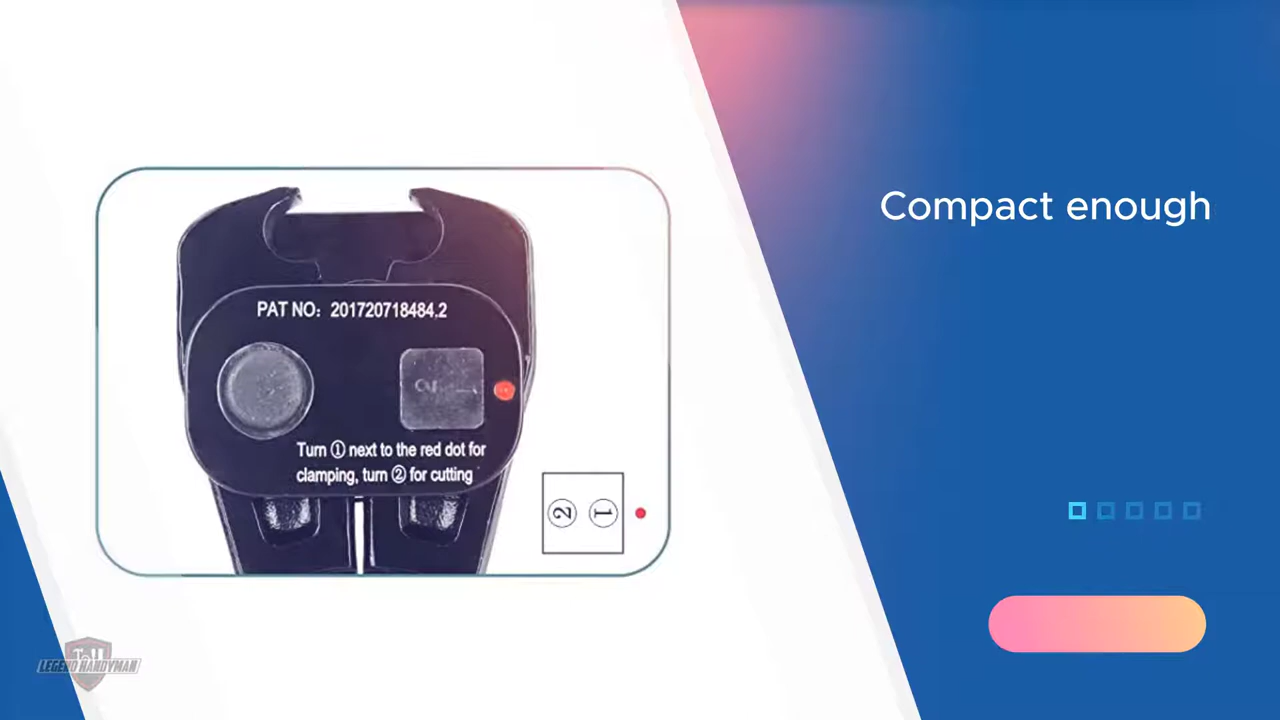 Compact enough
PAT NO: 201720718484.2
Turn ① next to the red dot for
clamping, turn ② for cutting
② ①
LEGEND HANDYMAN